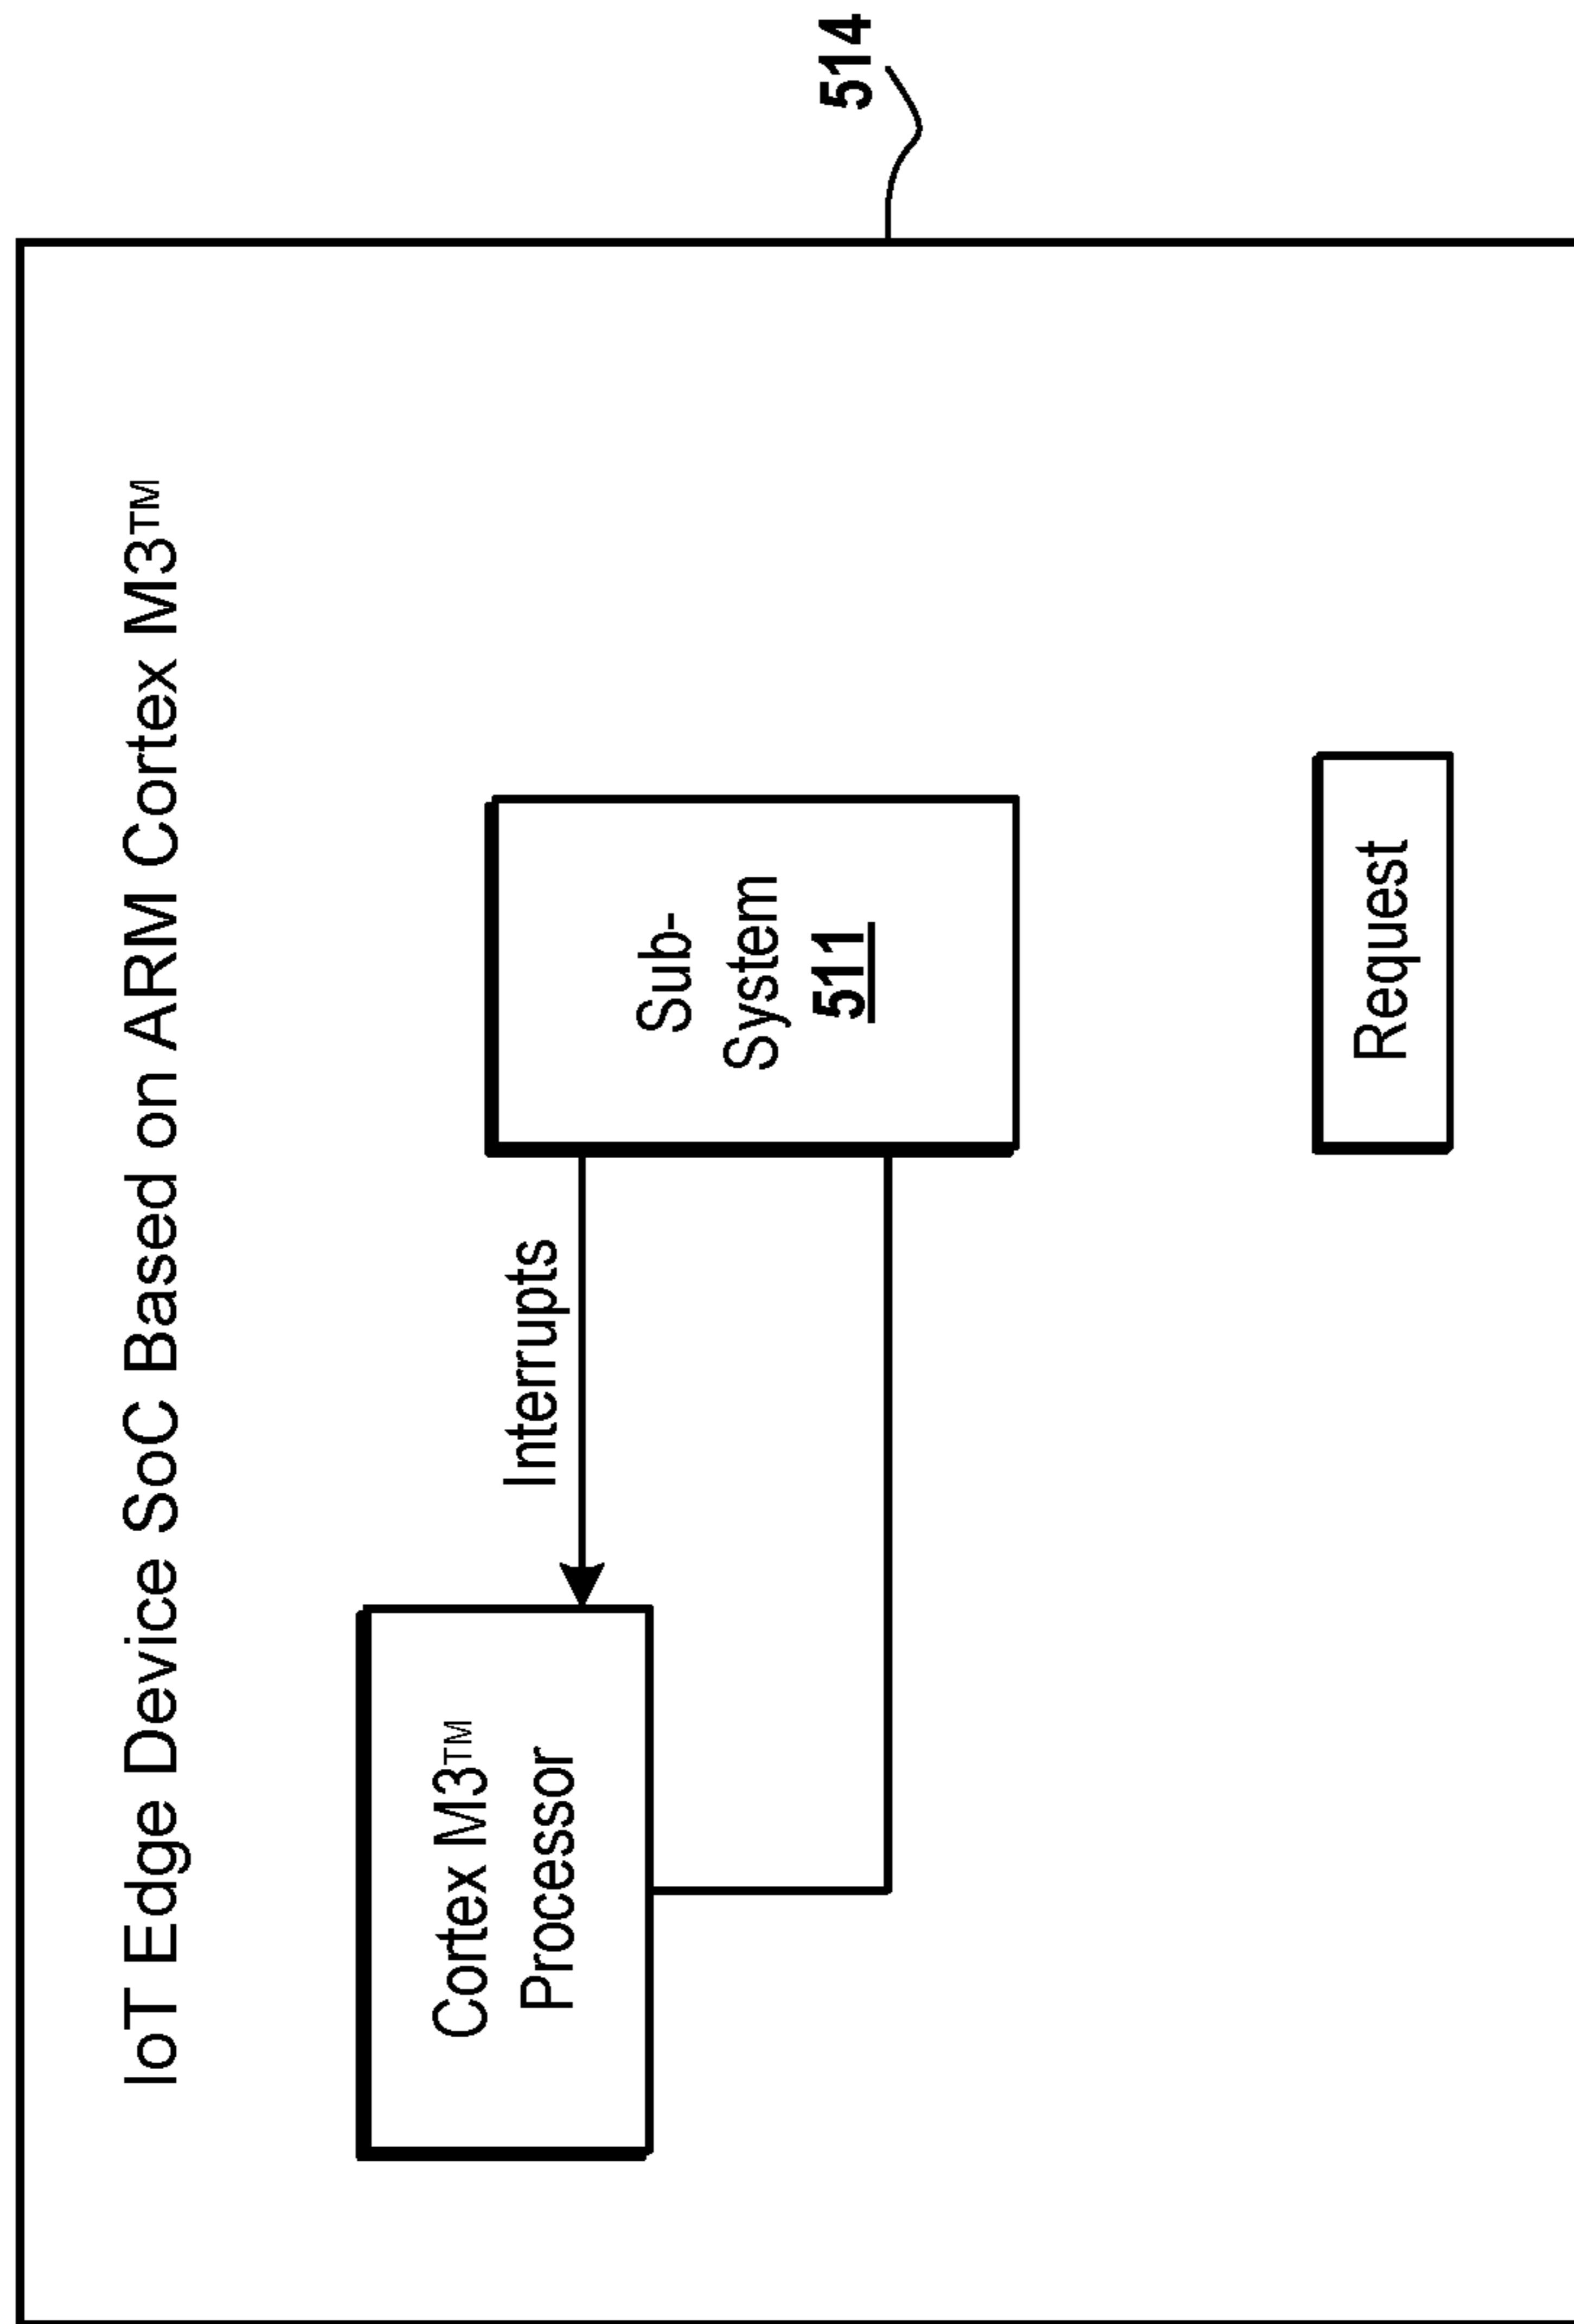 514
IoT Edge Device SoC Based on ARM Cortex M3™
Cortex M3™
Processor
Interrupts
Sub-
System
511
Request